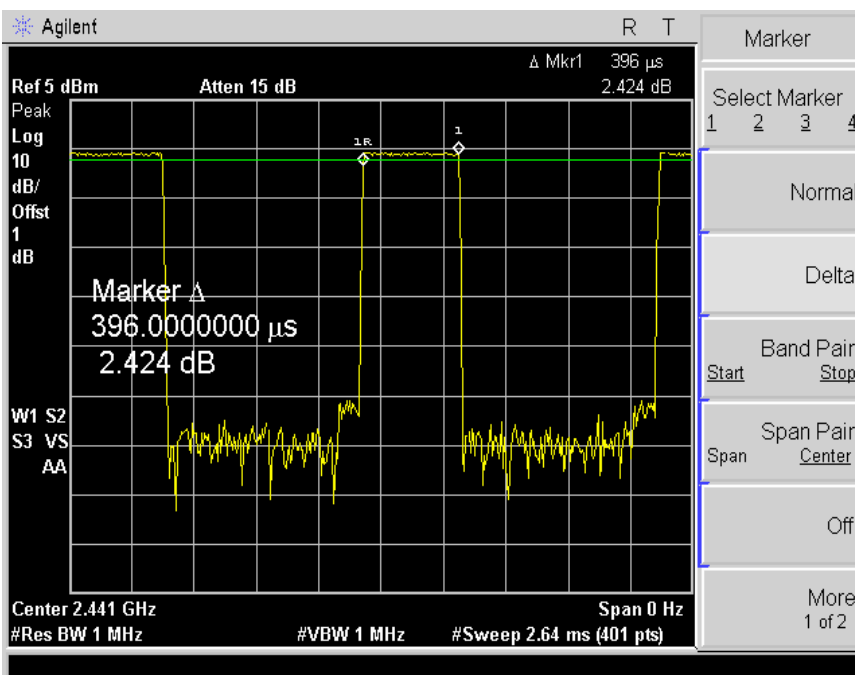 Agilent R T
Δ Mkr1 396 μs
Ref 5 dBm Atten 15 dB 2.424 dB
Peak
Log
10
dB/
Offst
1
dB
1R
1
Marker Δ
396.0000000 μs
2.424 dB
W1 S2
S3 VS
AA
Center 2.441 GHz Span 0 Hz
#Res BW 1 MHz #VBW 1 MHz #Sweep 2.64 ms (401 pts)
Marker
Select Marker
1 2 3 4
Normal
Delta
Band Pair
Start Stop
Span Pair
Span Center
Off
More
1 of 2